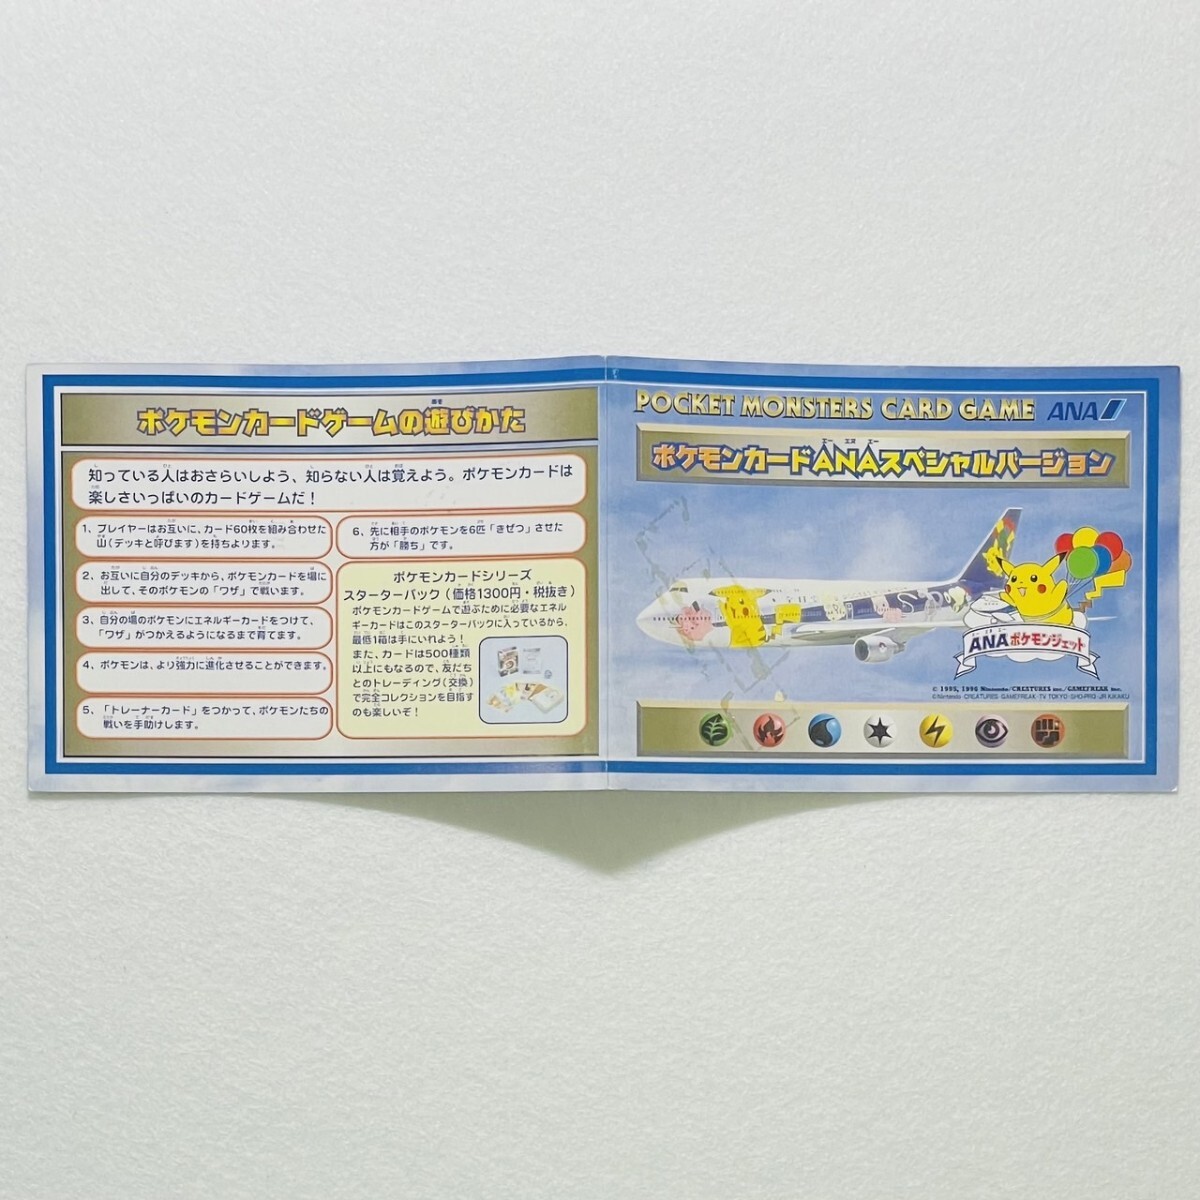 ポケモンカードゲームの遊びかた
知っている人はおさらいしよう、知らない人は覚えよう。ポケモンカードは
楽しさいっぱいのカードゲームだ！
1、プレイヤーはお互いに、カード60枚を組み合わせた
山（デッキと呼びます）を持ちよります。
2、お互いに自分のデッキから、ポケモンカードを場に
出して、そのポケモンの「ワザ」で戦います。
3、自分の場のポケモンにエネルギーカードをつけて、
「ワザ」がつかえるようになるまで育てます。
4、ポケモンは、より強力に進化させることができます。
5、「トレーナーカード」をつかって、ポケモンたちの
戦いを手助けします。
6、先に相手のポケモンを6匹「きぜつ」させた
方が「勝ち」です。
ポケモンカードシリーズ
スターターパック（価格1300円・税抜き）
ポケモンカードゲームで遊ぶために必要なエネル
ギーカードはこのスターターパックに入っているから、
最低1箱は手にいれよう！
また、カードは500種類
以上にもなるので、友だち
とのトレーディング（交換）
で完全コレクションを目指す
のも楽しいぞ！
POCKET MONSTERS CARD GAME ANA
エー エヌ エー
ポケモンカードANAスペシャルバージョン
ANAポケモンジェット
© 1995, 1996 Nintendo/CREATURES inc./GAMEFREAK inc.
©Nintendo・CREATURES・GAMEFREAK・TV TOKYO・SHO-PRO・JR KIKAKU